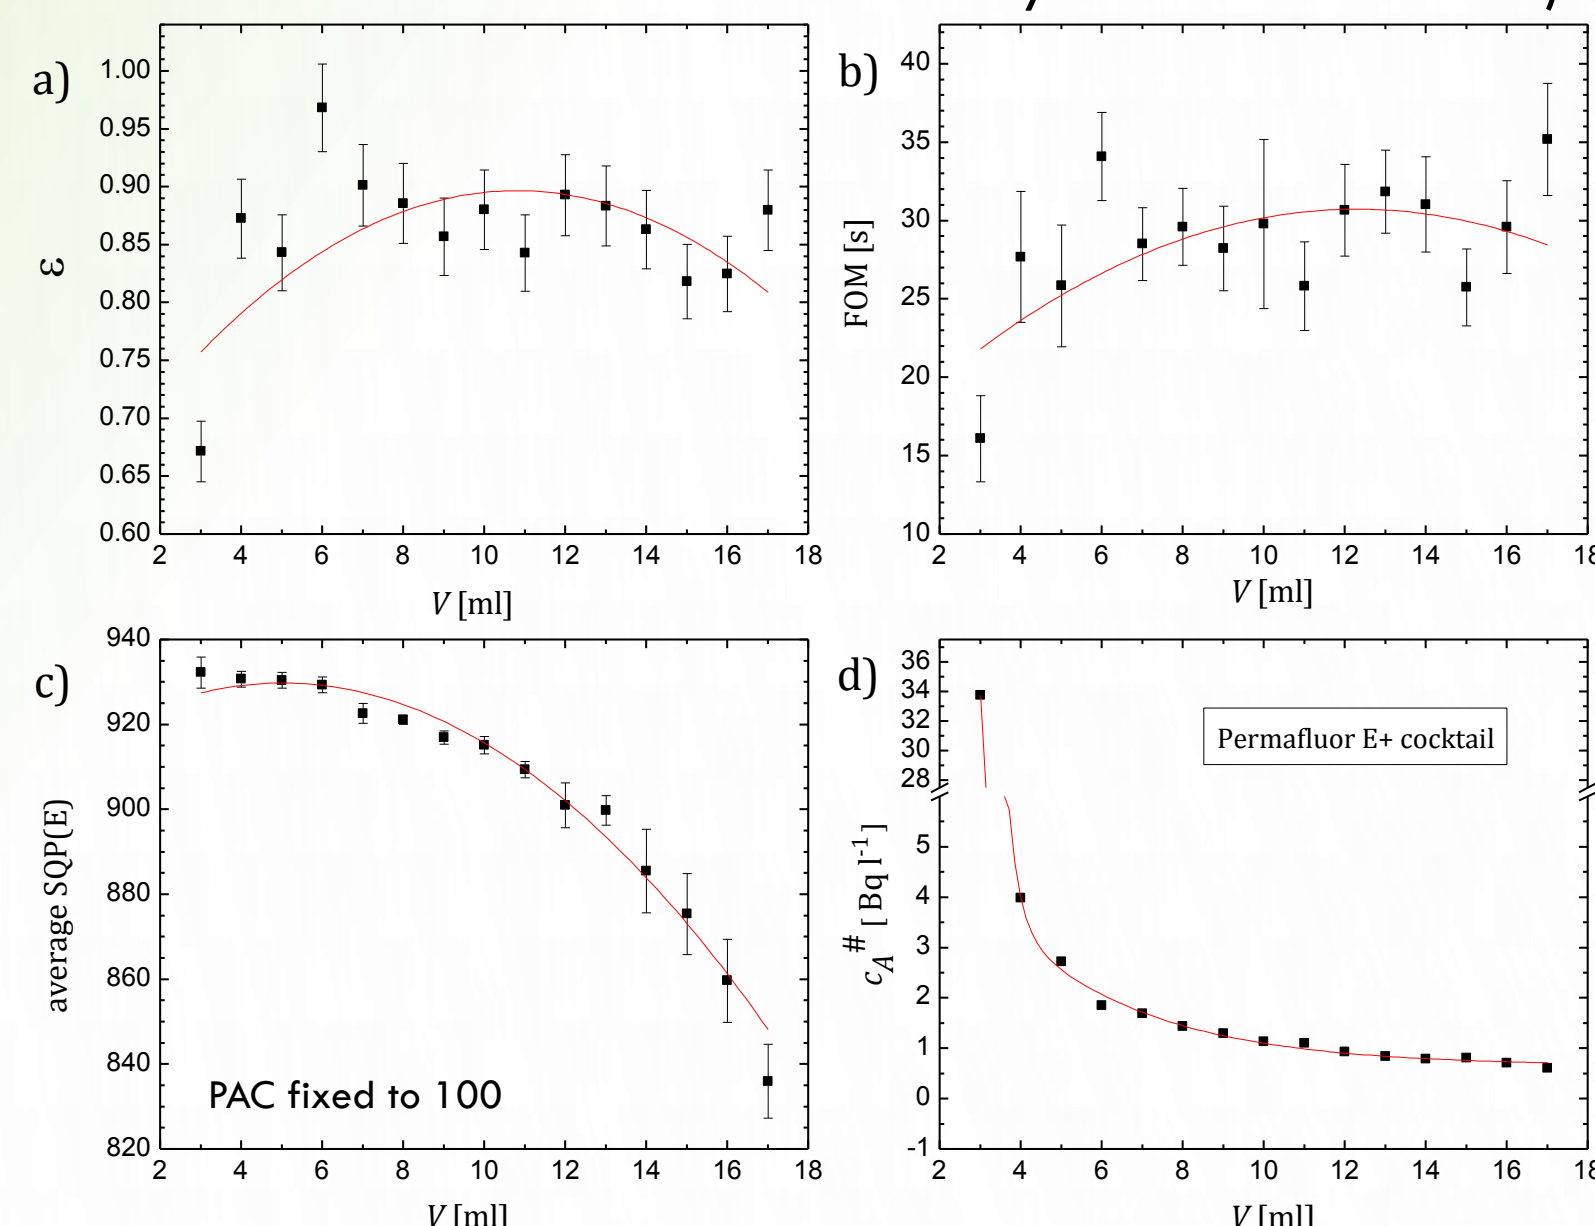 a)
1.00
0.95
0.90
0.85
0.80
0.75
0.70
0.65
0.60
ε
2 4 6 8 10 12 14 16 18
V [ml]
b)
40
35
30
25
20
15
10
FOM [s]
2 4 6 8 10 12 14 16 18
V [ml]
c)
940
920
900
880
860
840
820
average SQP(E)
PAC fixed to 100
2 4 6 8 10 12 14 16 18
V [ml]
d)
36
34
32
30
28
5
4
3
2
1
0
-1
c_A^# [ Bq l^-1 ]
Permafluor E+ cocktail
2 4 6 8 10 12 14 16 18
V [ml]